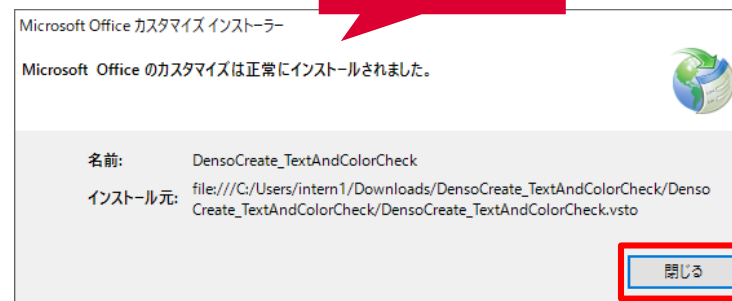 Microsoft Office カスタマイズ インストーラー
Microsoft Office のカスタマイズは正常にインストールされました。
名前: DensoCreate_TextAndColorCheck
インストール元: file:///C:/Users/intern1/Downloads/DensoCreate_TextAndColorCheck/Denso
Create_TextAndColorCheck/DensoCreate_TextAndColorCheck.vsto
閉じる